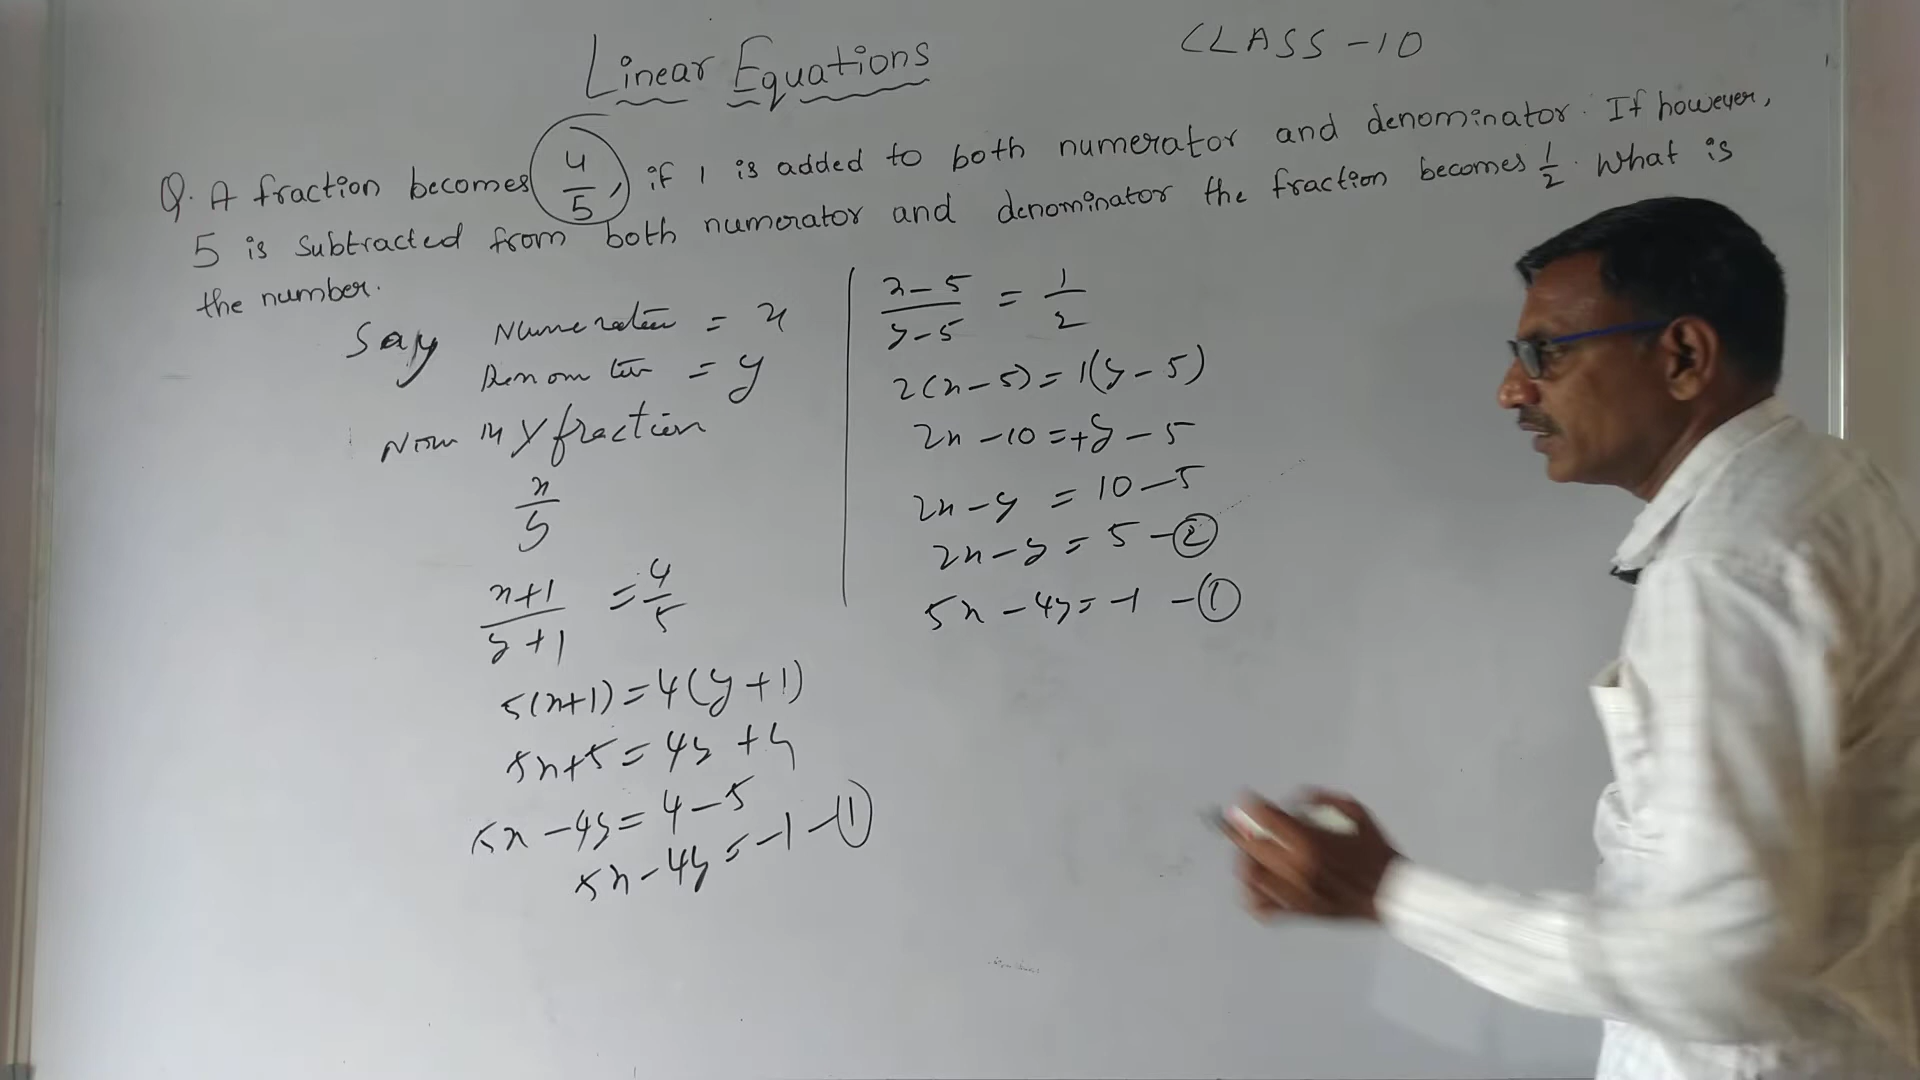 Linear Equations
CLASS - 10
Q. A fraction becomes 4/5, if 1 is added to both numerator and denominator. If however,
5 is subtracted from both numerator and denominator the fraction becomes 1/2. What is
the number.
Say Numerator = x
= y
Now my fraction
x/y
x+1/y+1 = 4/5
5(x+1) = 4(y+1)
5x+5 = 4y+4
5x-4y = 4-5
5x-4y = -1 - ①
x-5/y-5 = 1/2
2(x-5) = 1(y-5)
2x-10 = +y-5
2x-y = 10-5
2x-y = 5 - ②
5x-4y = -1 - ①